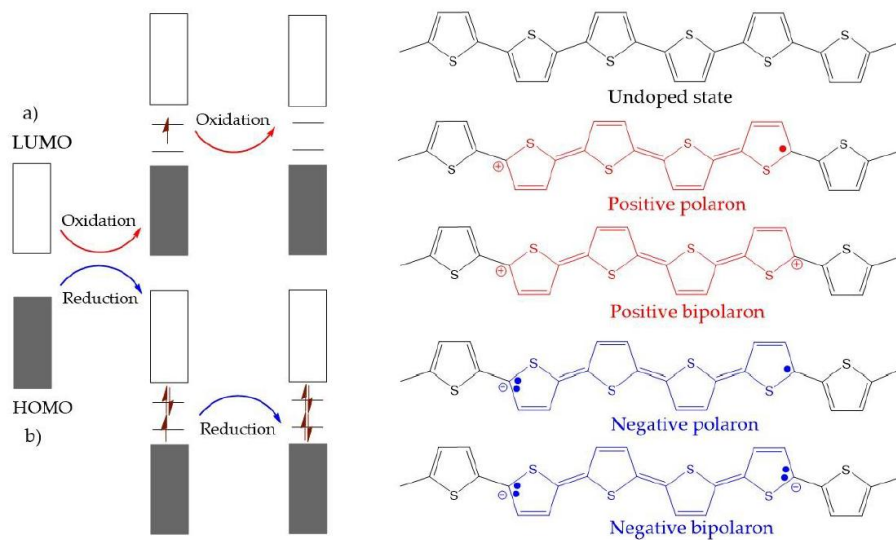 a)
LUMO
Oxidation
Oxidation
Reduction
HOMO
b)
Reduction
S S S S S S
Undoped state
S ⊕ S S S S S
Positive polaron
S ⊕ S S S S ⊕ S
Positive bipolaron
S ⊖ S S S S S
Negative polaron
S ⊖ S S S S ⊖ S
Negative bipolaron